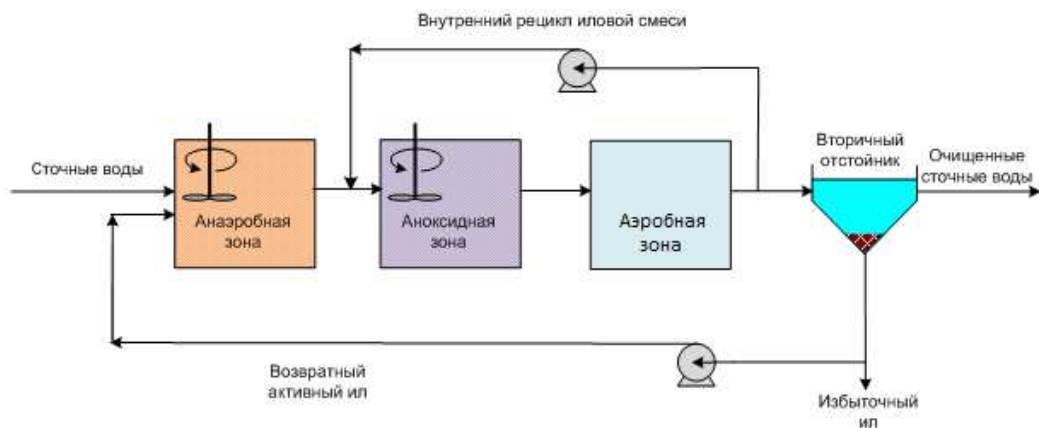 Внутренний рецикл иловой смеси
Сточные воды
Анаэробная
зона
Аноксидная
зона
Аэробная
зона
Вторичный
отстойник
Очищенные
сточные воды
Возвратный
активный ил
Избыточный
ил